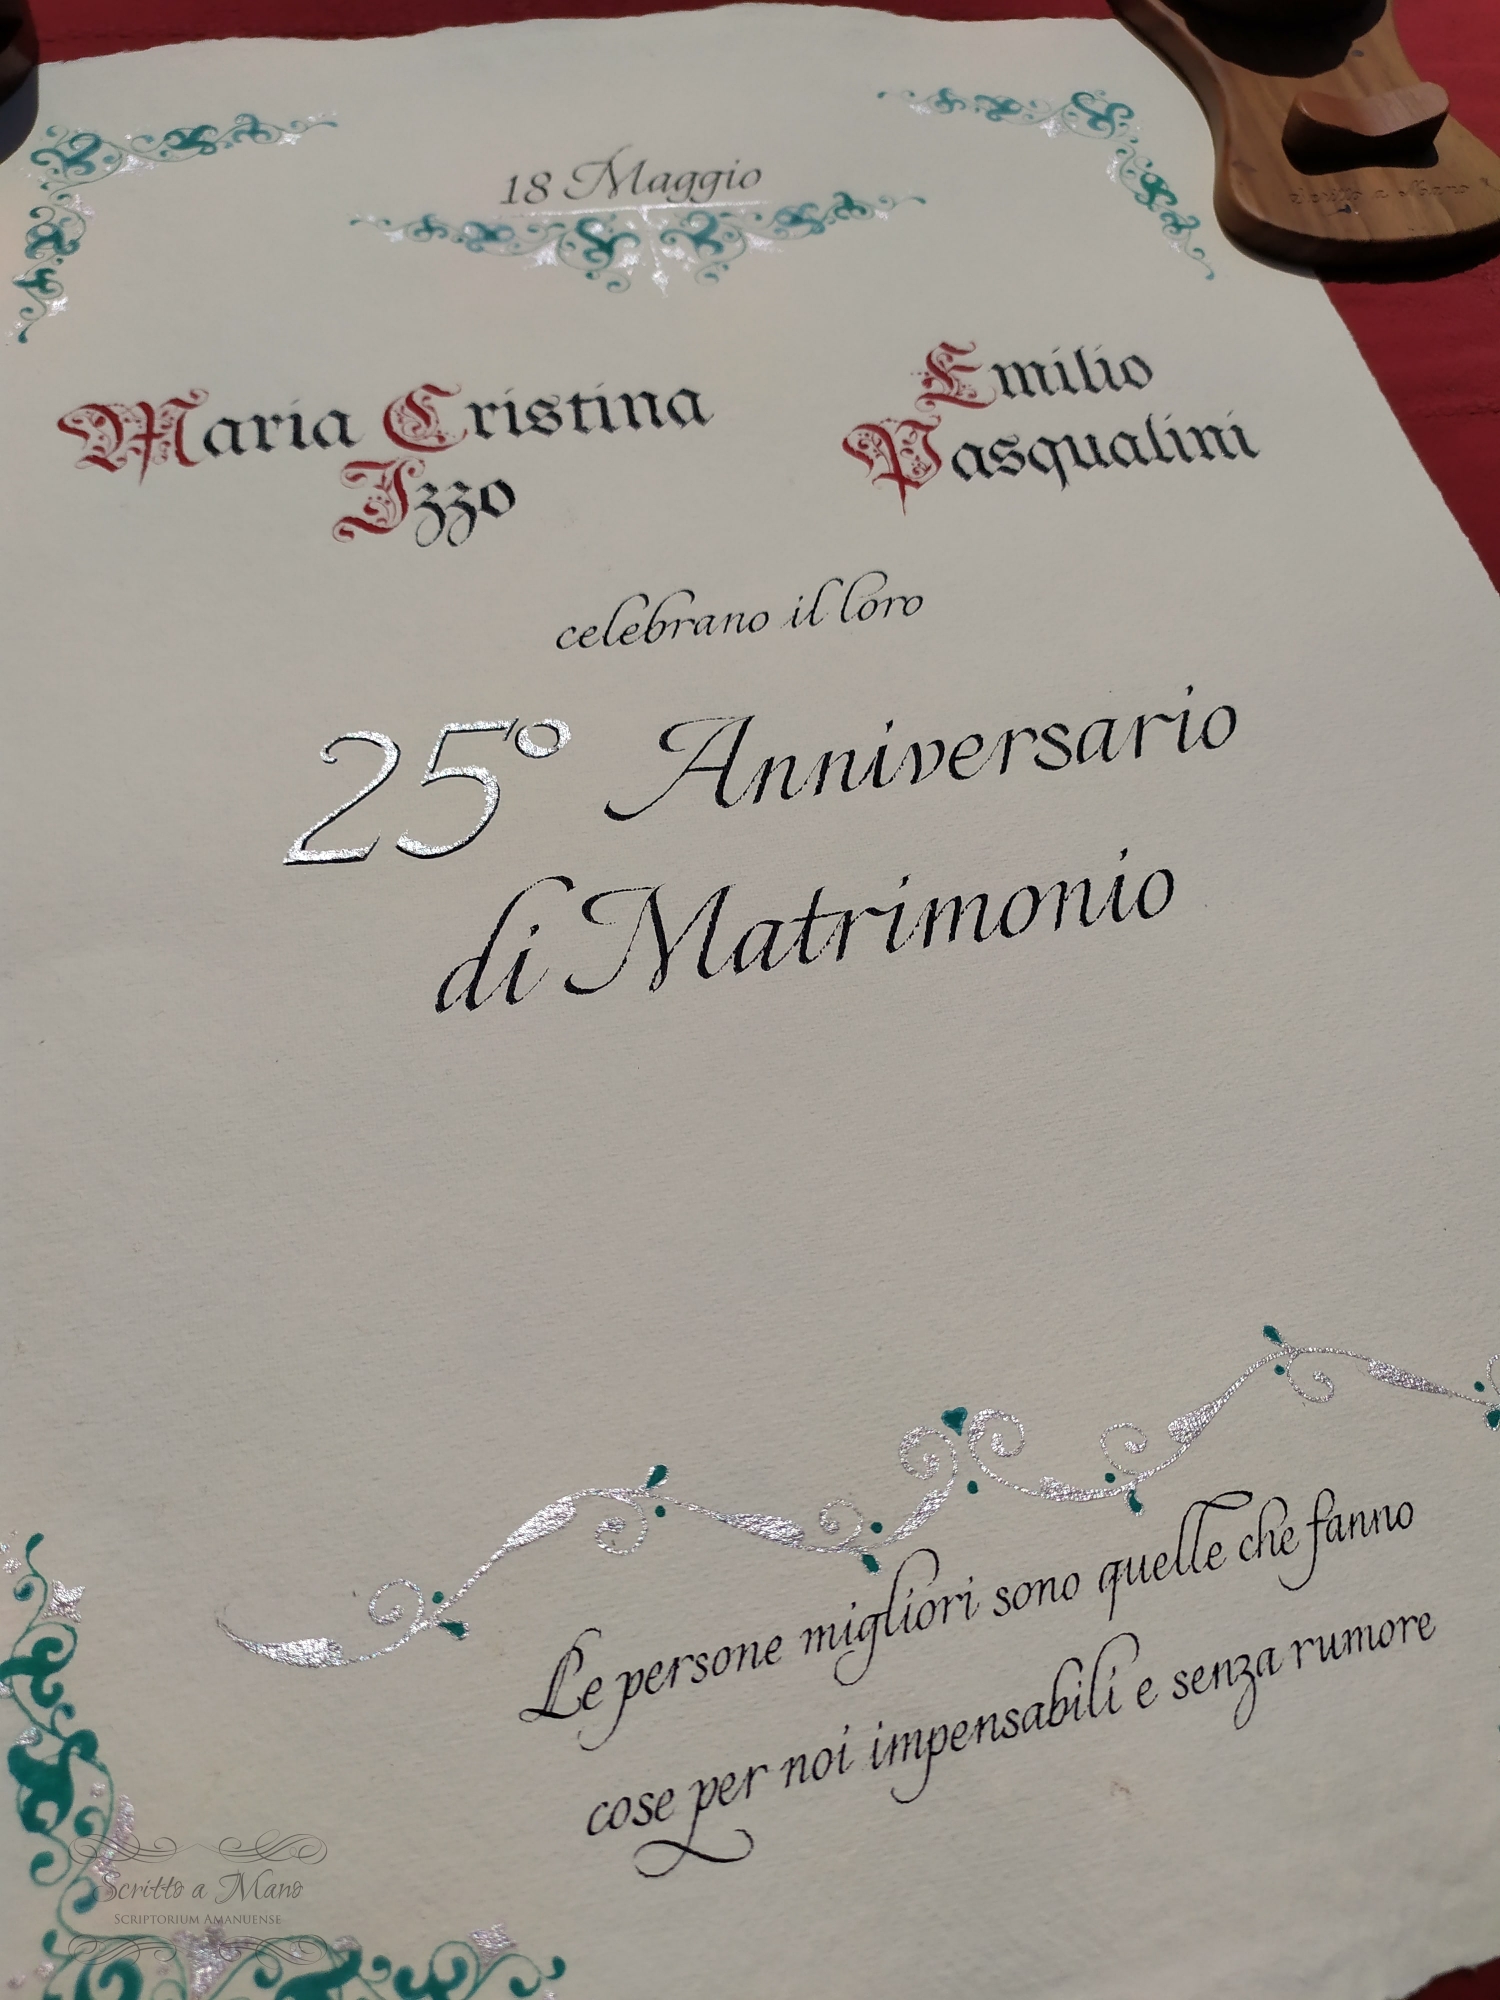 18 Maggio
Maria Cristina
Izzo
Emilio
Pasqualini
celebrano il loro
25° Anniversario
di Matrimonio
Le persone migliori sono quelle che fanno
cose per noi impensabili e senza rumore
Scritto a Mano
SCRIPTORIUM AMANUENSE